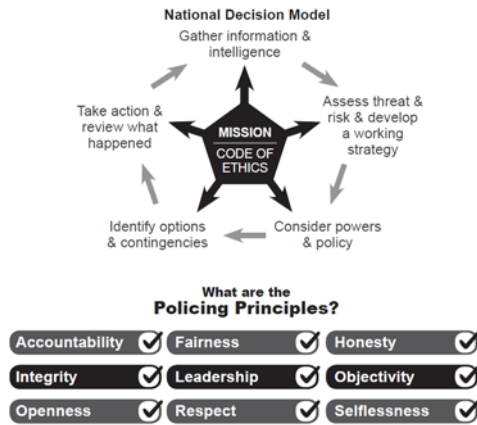 National Decision Model
Gather information &
intelligence
Assess threat &
risk & develop
a working
strategy
Consider powers
& policy
Identify options
& contingencies
Take action &
review what
happened
MISSION
CODE OF
ETHICS
What are the
Policing Principles?
Accountability
Fairness
Honesty
Integrity
Leadership
Objectivity
Openness
Respect
Selflessness